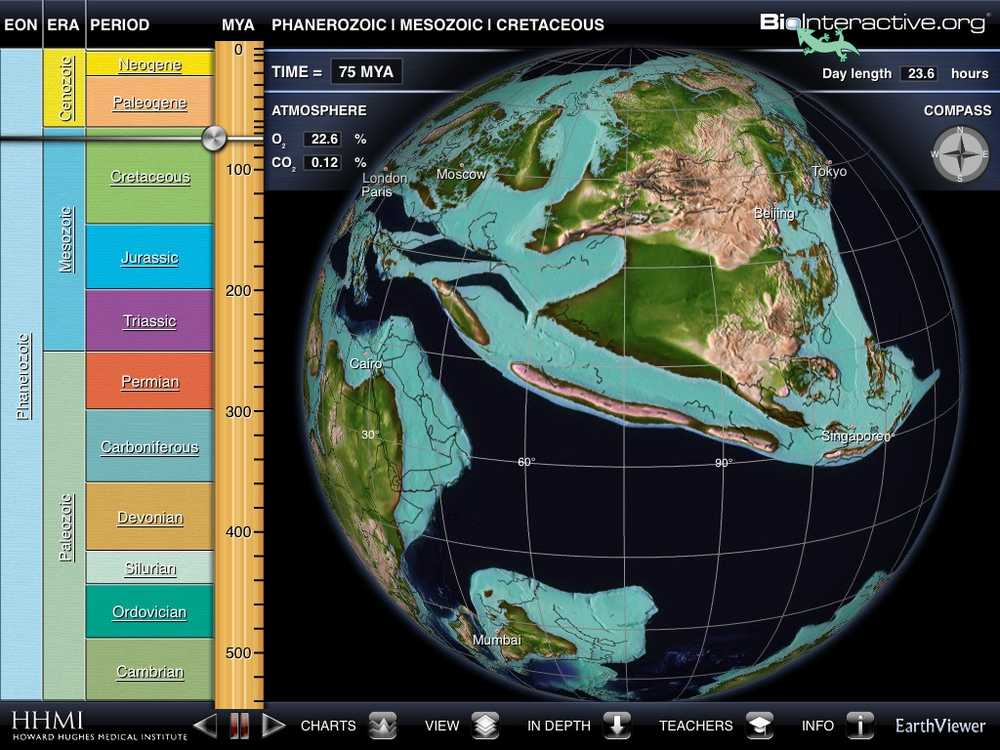 EON ERA PERIOD MYA PHANEROZOIC | MESOZOIC | CRETACEOUS
BioInteractive.org
TIME = 75 MYA
Day length 23.6 hours
ATMOSPHERE
O2 22.6 %
CO2 0.12 %
COMPASS
N
W E
S
Phanerozoic
Cenozoic
Mesozoic
Paleozoic
Neogene
Paleogene
Cretaceous
Jurassic
Triassic
Permian
Carboniferous
Devonian
Silurian
Ordovician
Cambrian
0
100
200
300
400
500
London
Paris
Moscow
Tokyo
Beijing
Cairo
Singapore
30°
60°
90°
Mumbai
HHMI
HOWARD HUGHES MEDICAL INSTITUTE
CHARTS VIEW IN DEPTH TEACHERS INFO EarthViewer